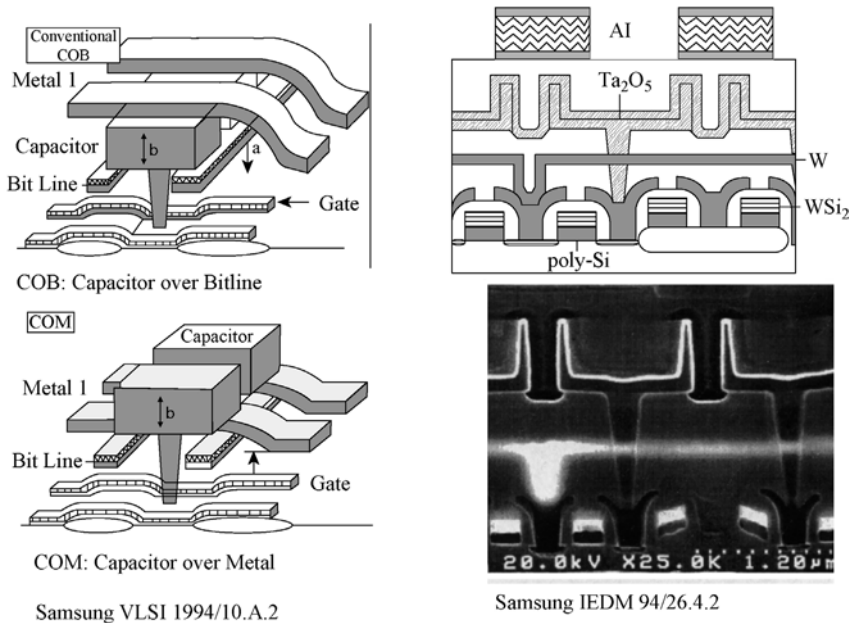 Conventional
COB
Metal 1
Capacitor
b
a
Bit Line
Gate
COB: Capacitor over Bitline
COM
Capacitor
Metal 1
b
Bit Line
Gate
COM: Capacitor over Metal
Samsung VLSI 1994/10.A.2
AI
Ta₂O₅
W
WSi₂
poly-Si
20.0kV X25.0K 1.20μm
Samsung IEDM 94/26.4.2